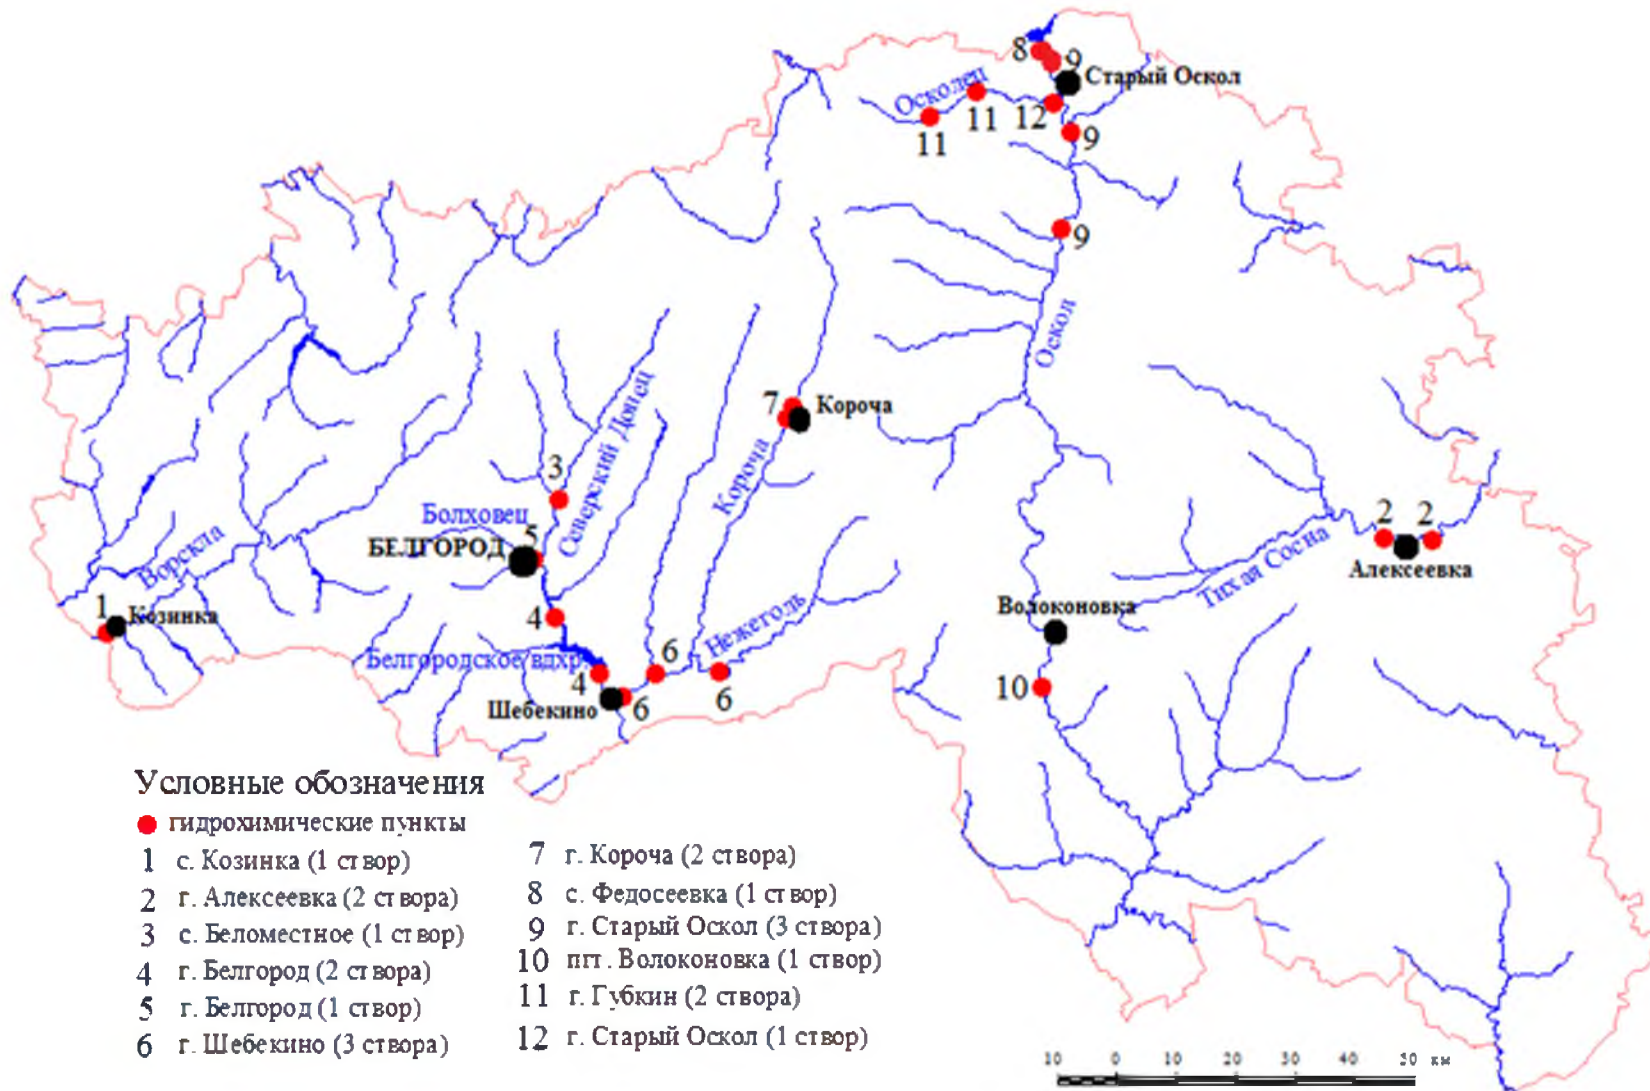 8
9
Старый Оскол
Осколец
11
11
12
9
9
Оскол
7
Короча
Короча
3
Северский Донец
Болховец
5
БЕЛГОРОД
Ворскла
1
Козинка
4
Белгородское вдхр.
4
Шебекино
6
6
6
Нежеголь
2
2
Алексеевка
Тихая Сосна
Волоконовка
10
Условные обозначения
гидрохимические пункты
1 с. Козинка (1 створ)
2 г. Алексеевка (2 створа)
3 с. Беломестное (1 створ)
4 г. Белгород (2 створа)
5 г. Белгород (1 створ)
6 г. Шебекино (3 створа)
7 г. Короча (2 створа)
8 с. Федосеевка (1 створ)
9 г. Старый Оскол (3 створа)
10 пгт. Волоконовка (1 створ)
11 г. Губкин (2 створа)
12 г. Старый Оскол (1 створ)
10 0 10 20 30 40 50 км